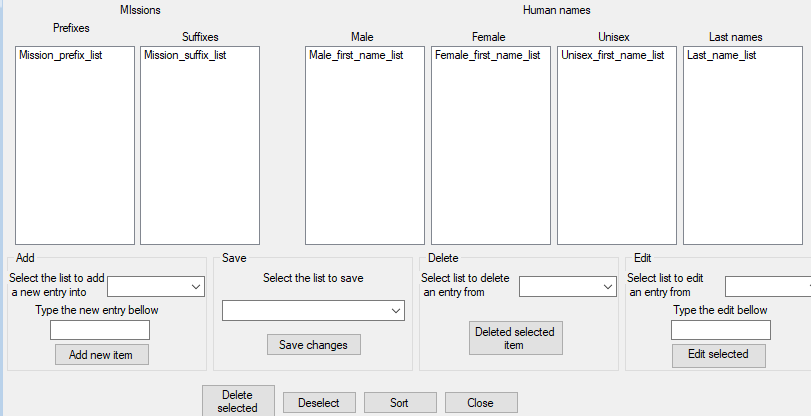 MIssions
Human names
Prefixes
Suffixes
Male
Female
Unisex
Last names
Mission_prefix_list
Mission_suffix_list
Male_first_name_list
Female_first_name_list
Unisex_first_name_list
Last_name_list
Add
Select the list to add
a new entry into
Type the new entry bellow
Add new item
Save
Select the list to save
Save changes
Delete
Select list to delete
an entry from
Deleted selected
item
Edit
Select list to edit
an entry from
Type the edit bellow
Edit selected
Delete
selected
Deselect
Sort
Close